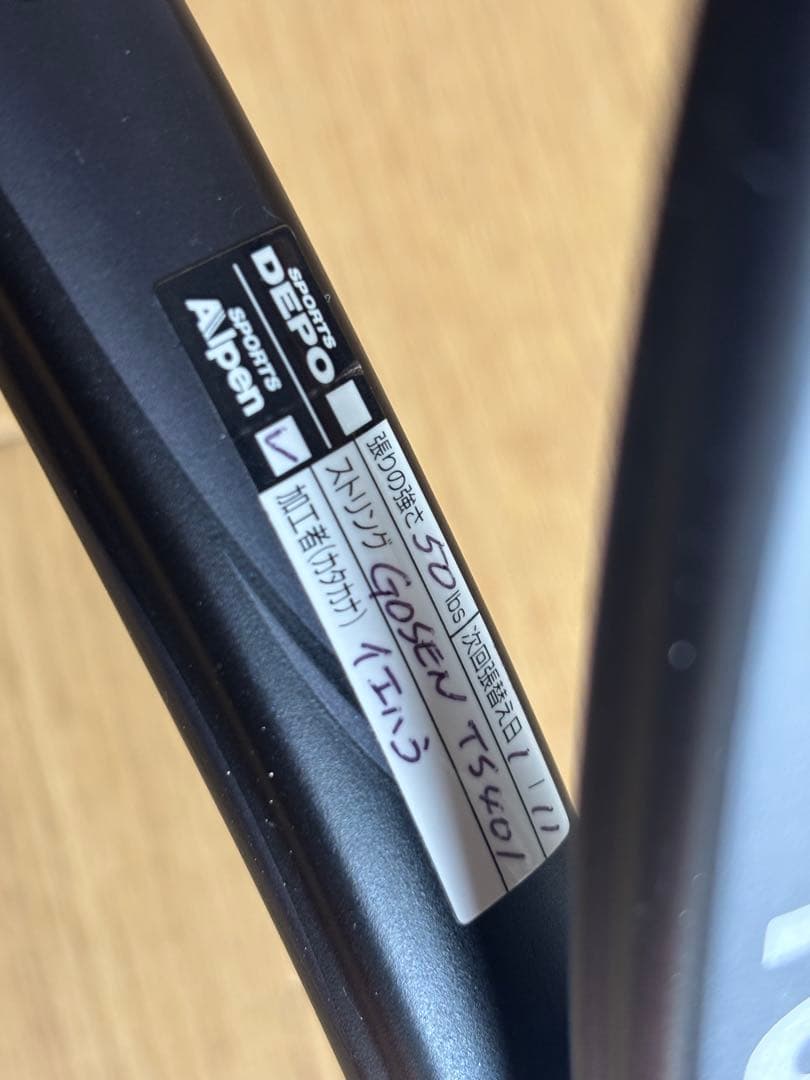 SPORTS
DEPO
SPORTS
Alpen
張りの強さ 50 lbs 次回張替え日 1 | 11
ストリング GOSEN TS401
加工者(カタカナ) イエハラ